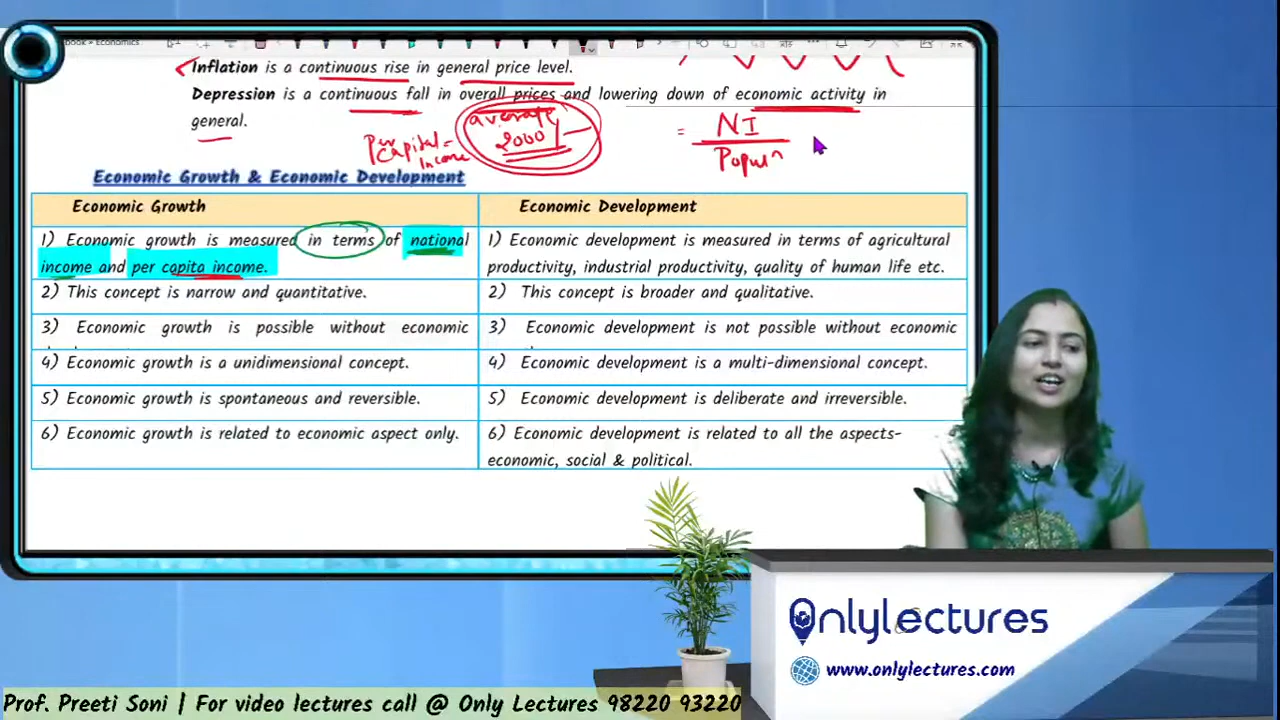 book » Economics
Inflation is a continuous rise in general price level.
Depression is a continuous fall in overall prices and lowering down of economic activity in
general.
average
2000/-
Per
Capital =
Income
= NI
Popuⁿ
Economic Growth & Economic Development
Economic Growth
Economic Development
1) Economic growth is measured in terms of national
income and per capita income.
1) Economic development is measured in terms of agricultural
productivity, industrial productivity, quality of human life etc.
2) This concept is narrow and quantitative.
2) This concept is broader and qualitative.
3) Economic growth is possible without economic
3) Economic development is not possible without economic
4) Economic growth is a unidimensional concept.
4) Economic development is a multi-dimensional concept.
5) Economic growth is spontaneous and reversible.
5) Economic development is deliberate and irreversible.
6) Economic growth is related to economic aspect only.
6) Economic development is related to all the aspects-
economic, social & political.
Onlylectures
www.onlylectures.com
Prof. Preeti Soni | For video lectures call @ Only Lectures 98220 93220